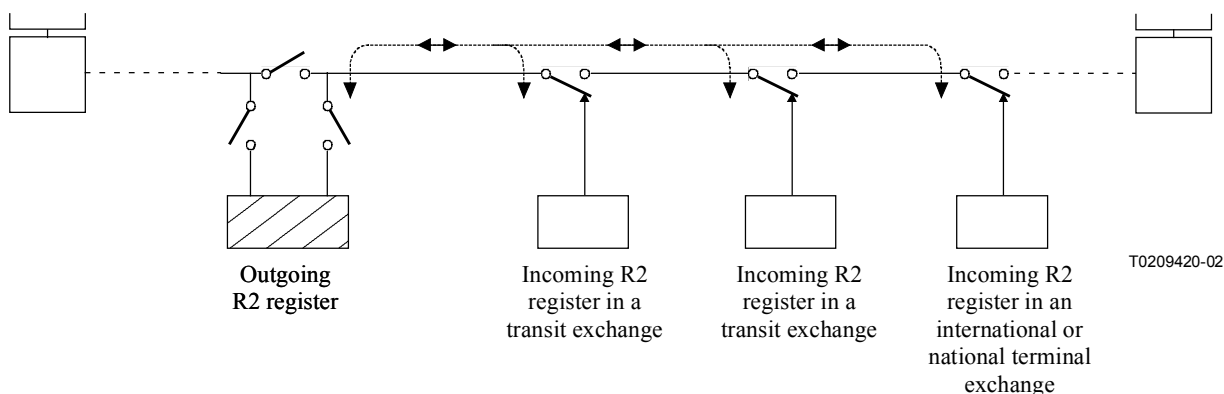 T0209420-02
Outgoing
R2 register
Incoming R2
register in a
transit exchange
Incoming R2
register in a
transit exchange
Incoming R2
register in an
international or
national terminal
exchange